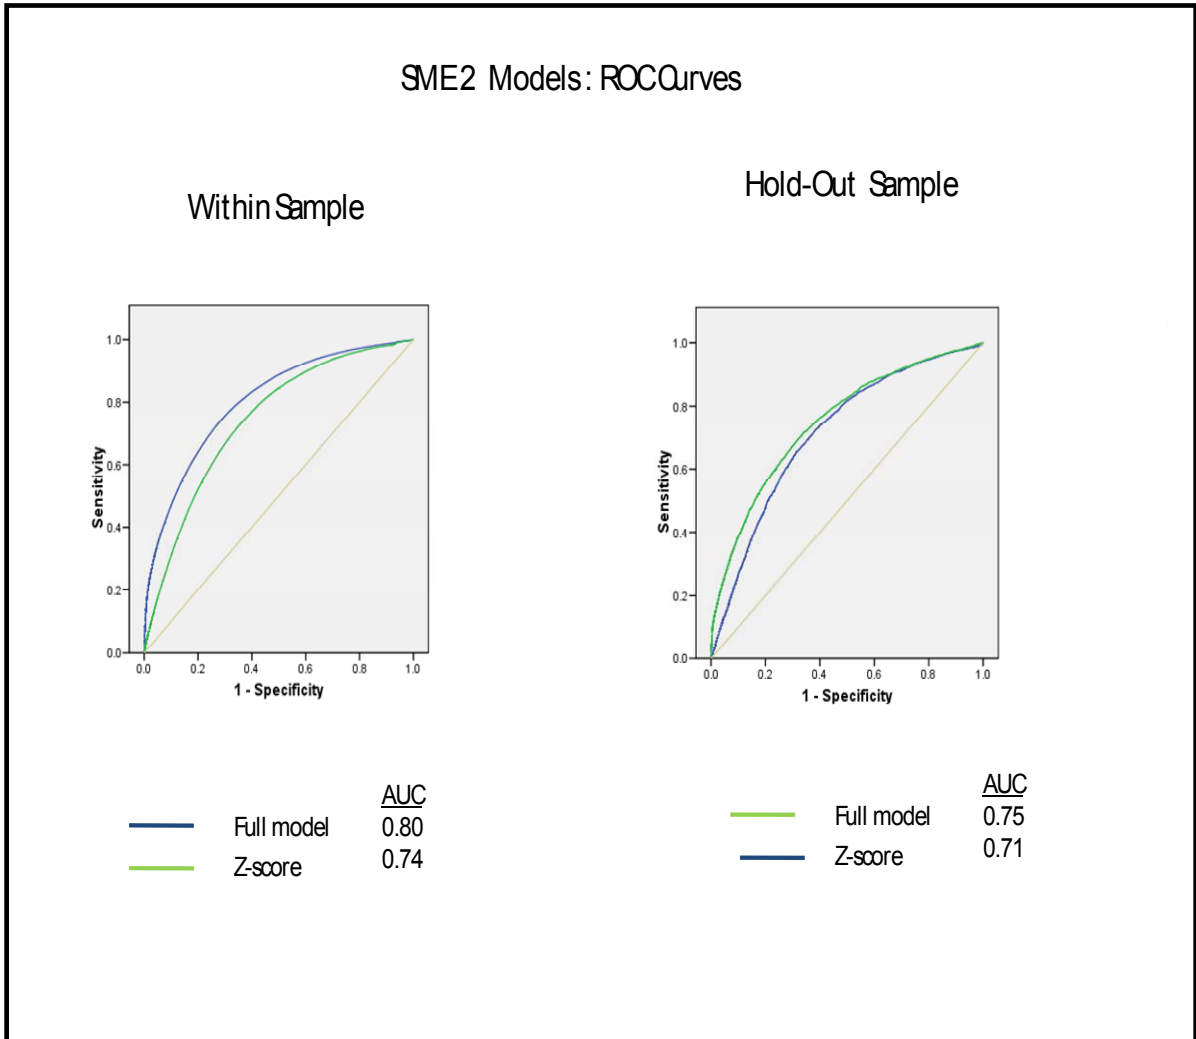 SME2 Models: ROC Curves
Within Sample
1.0
0.8
0.6
0.4
0.2
0.0
Sensitivity
0.0 0.2 0.4 0.6 0.8 1.0
1 - Specificity
AUC
Full model 0.80
Z-score 0.74
Hold-Out Sample
1.0
0.8
0.6
0.4
0.2
0.0
Sensitivity
0.0 0.2 0.4 0.6 0.8 1.0
1 - Specificity
AUC
Full model 0.75
Z-score 0.71